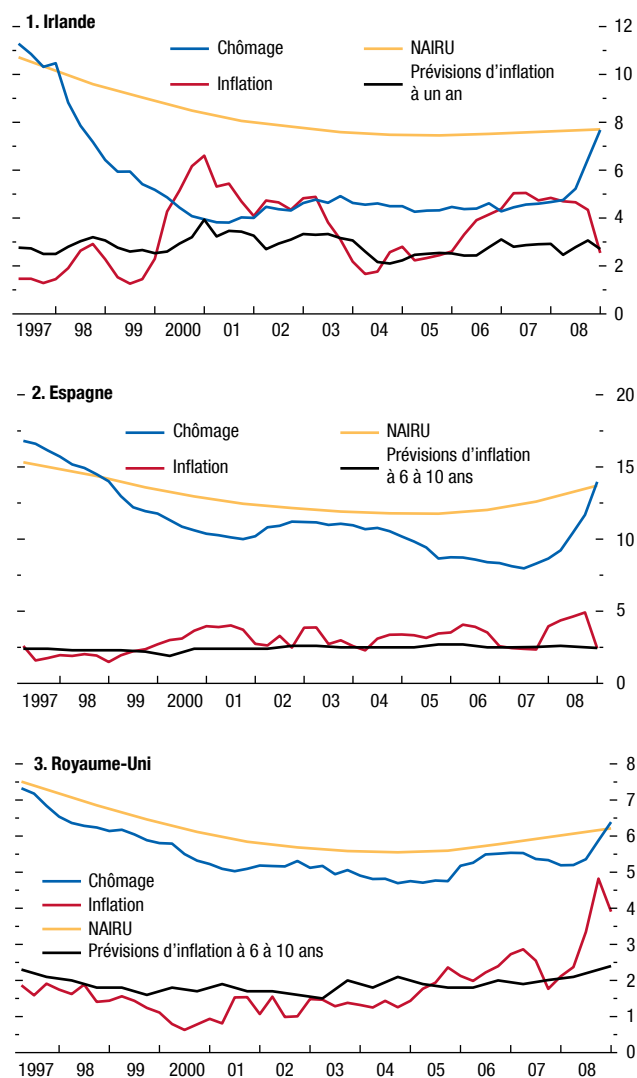 1. Irlande
Chômage
NAIRU
Inflation
Prévisions d'inflation
à un an
12
10
8
6
4
2
0
1997 98 99 2000 01 02 03 04 05 06 07 08
2. Espagne
Chômage
NAIRU
Inflation
Prévisions d'inflation
à 6 à 10 ans
20
15
10
5
0
1997 98 99 2000 01 02 03 04 05 06 07 08
3. Royaume-Uni
Chômage
Inflation
NAIRU
Prévisions d'inflation à 6 à 10 ans
8
7
6
5
4
3
2
1
0
1997 98 99 2000 01 02 03 04 05 06 07 08